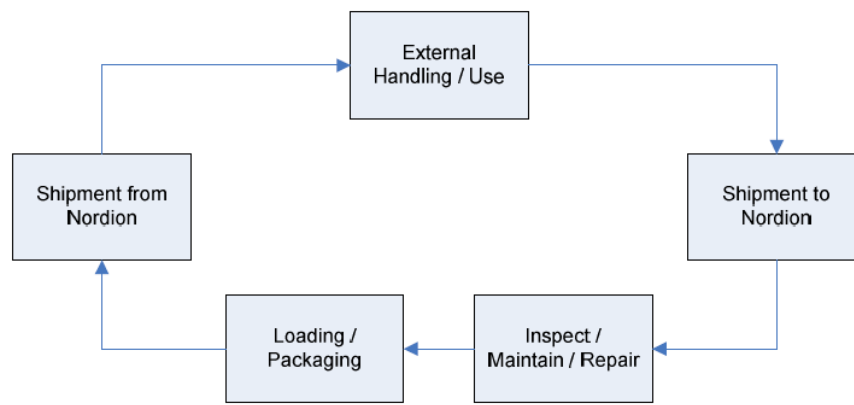 External
Handling / Use
Shipment from
Nordion
Shipment to
Nordion
Loading /
Packaging
Inspect /
Maintain / Repair